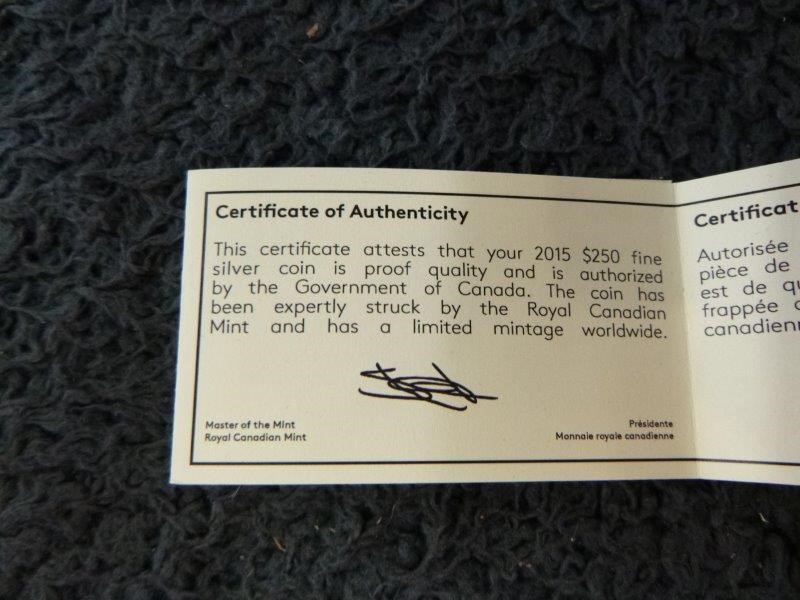 Certificate of Authenticity
This certificate attests that your 2015 $250 fine
silver coin is proof quality and is authorized
by the Government of Canada. The coin has
been expertly struck by the Royal Canadian
Mint and has a limited mintage worldwide.
Master of the Mint
Royal Canadian Mint
Présidente
Monnaie royale canadienne
Certificat
Autorisée
pièce de
est de
frappée